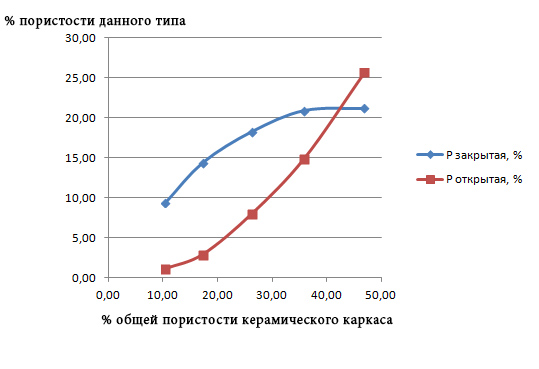 % пористости данного типа
30,00
25,00
20,00
15,00
10,00
5,00
0,00
0,00 10,00 20,00 30,00 40,00 50,00
% общей пористости керамического каркаса
Р закрытая, %
Р открытая, %